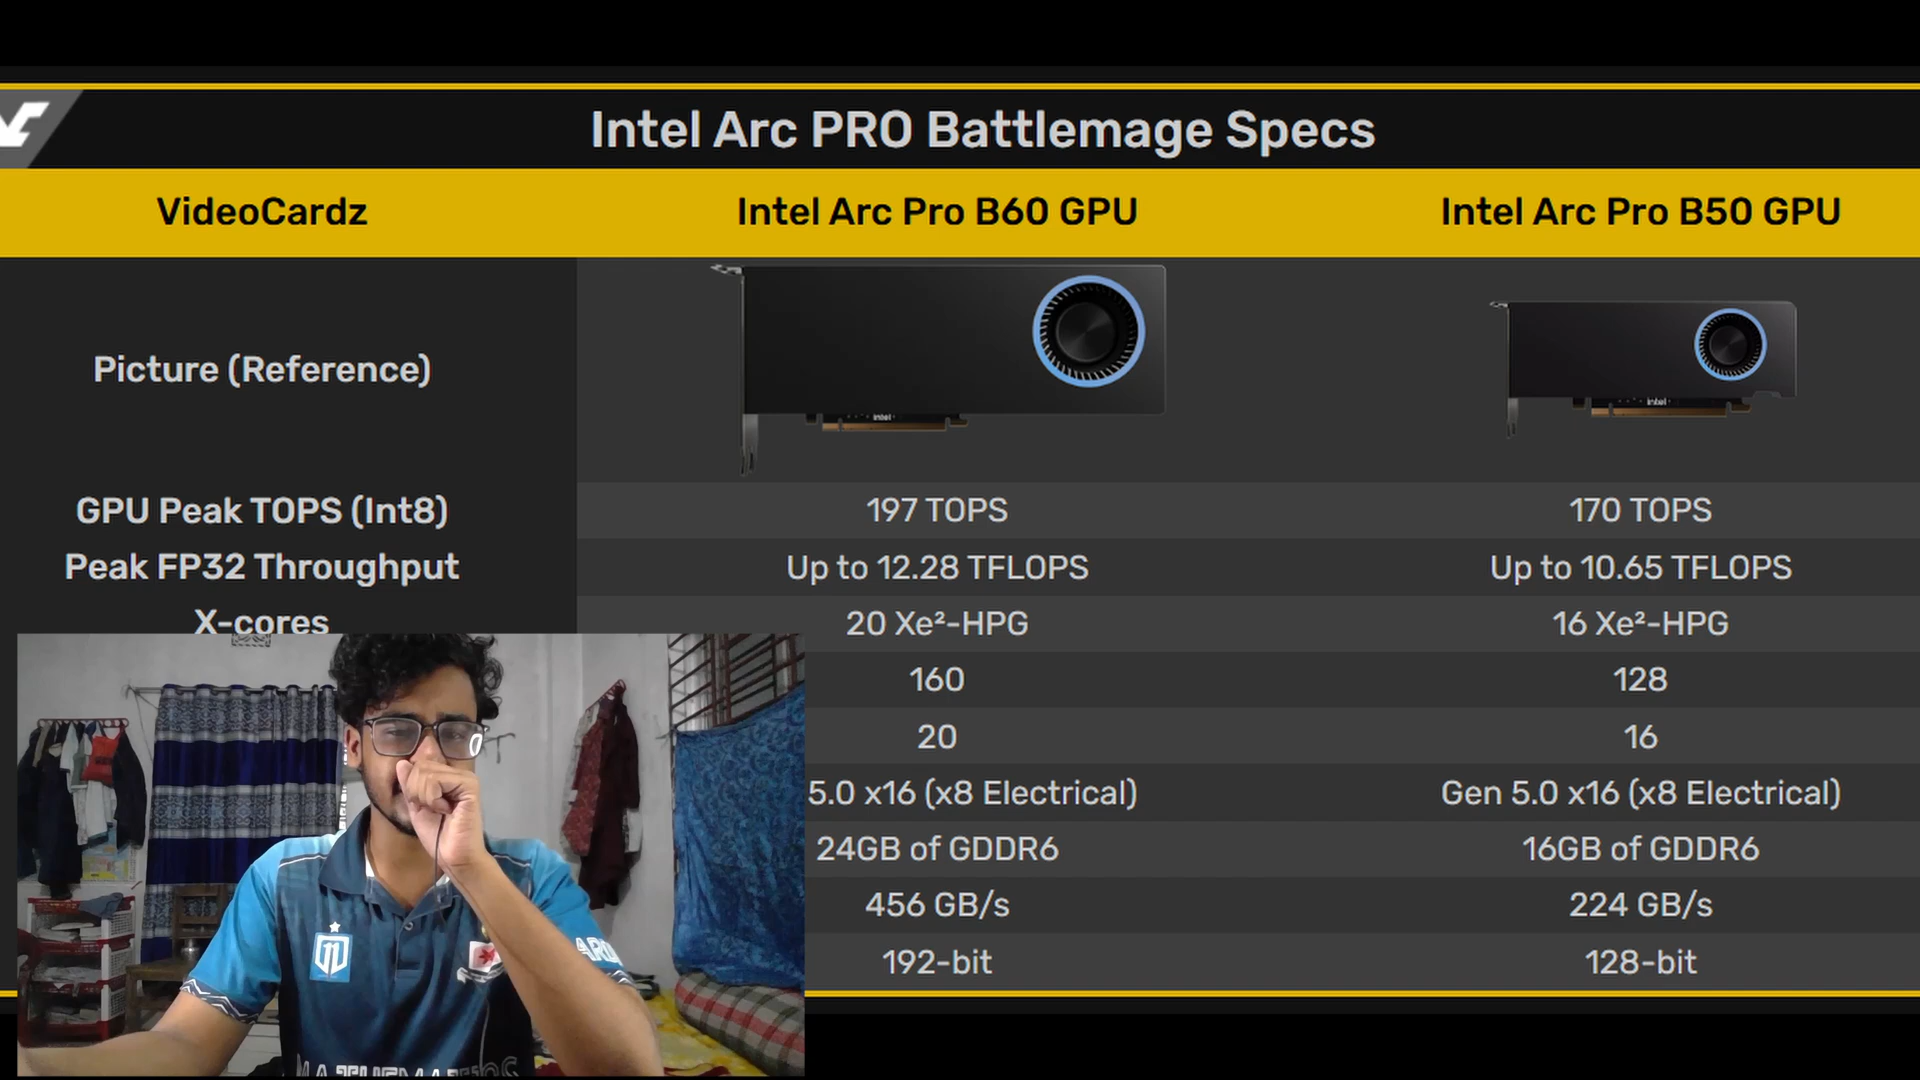 Intel Arc PRO Battlemage Specs
VideoCardz Intel Arc Pro B60 GPU Intel Arc Pro B50 GPU
Picture (Reference)
intel
intel
GPU Peak TOPS (Int8) 197 TOPS 170 TOPS
Peak FP32 Throughput Up to 12.28 TFLOPS Up to 10.65 TFLOPS
X-cores 20 Xe²-HPG 16 Xe²-HPG
160 128
20 16
5.0 x16 (x8 Electrical) Gen 5.0 x16 (x8 Electrical)
24GB of GDDR6 16GB of GDDR6
456 GB/s 224 GB/s
192-bit 128-bit